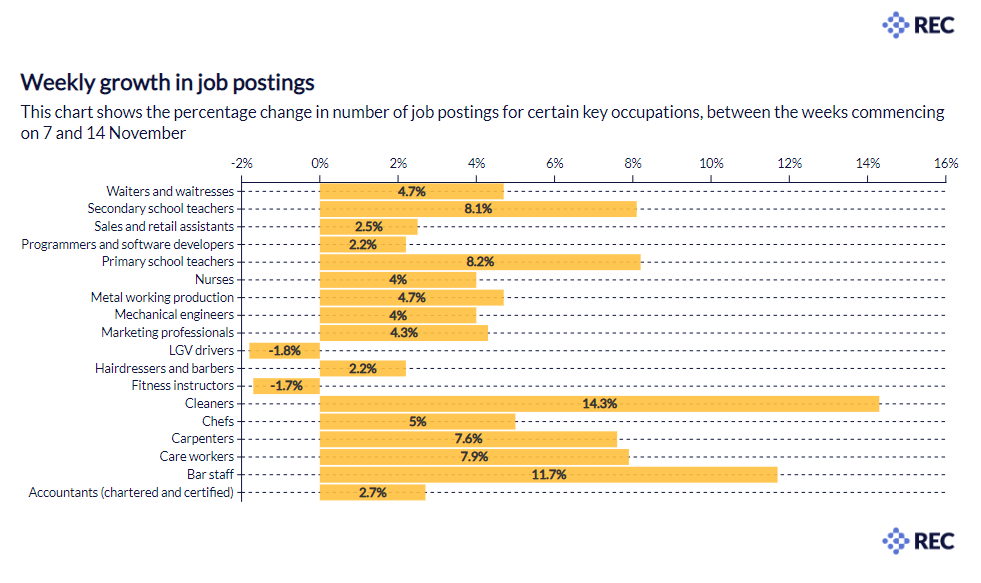 REC
Weekly growth in job postings
This chart shows the percentage change in number of job postings for certain key occupations, between the weeks commencing
on 7 and 14 November
-2% 0% 2% 4% 6% 8% 10% 12% 14% 16%
Waiters and waitresses 4.7%
Secondary school teachers 8.1%
Sales and retail assistants 2.5%
Programmers and software developers 2.2%
Primary school teachers 8.2%
Nurses 4%
Metal working production 4.7%
Mechanical engineers 4%
Marketing professionals 4.3%
LGV drivers -1.8%
Hairdressers and barbers 2.2%
Fitness instructors -1.7%
Cleaners 14.3%
Chefs 5%
Carpenters 7.6%
Care workers 7.9%
Bar staff 11.7%
Accountants (chartered and certified) 2.7%
REC